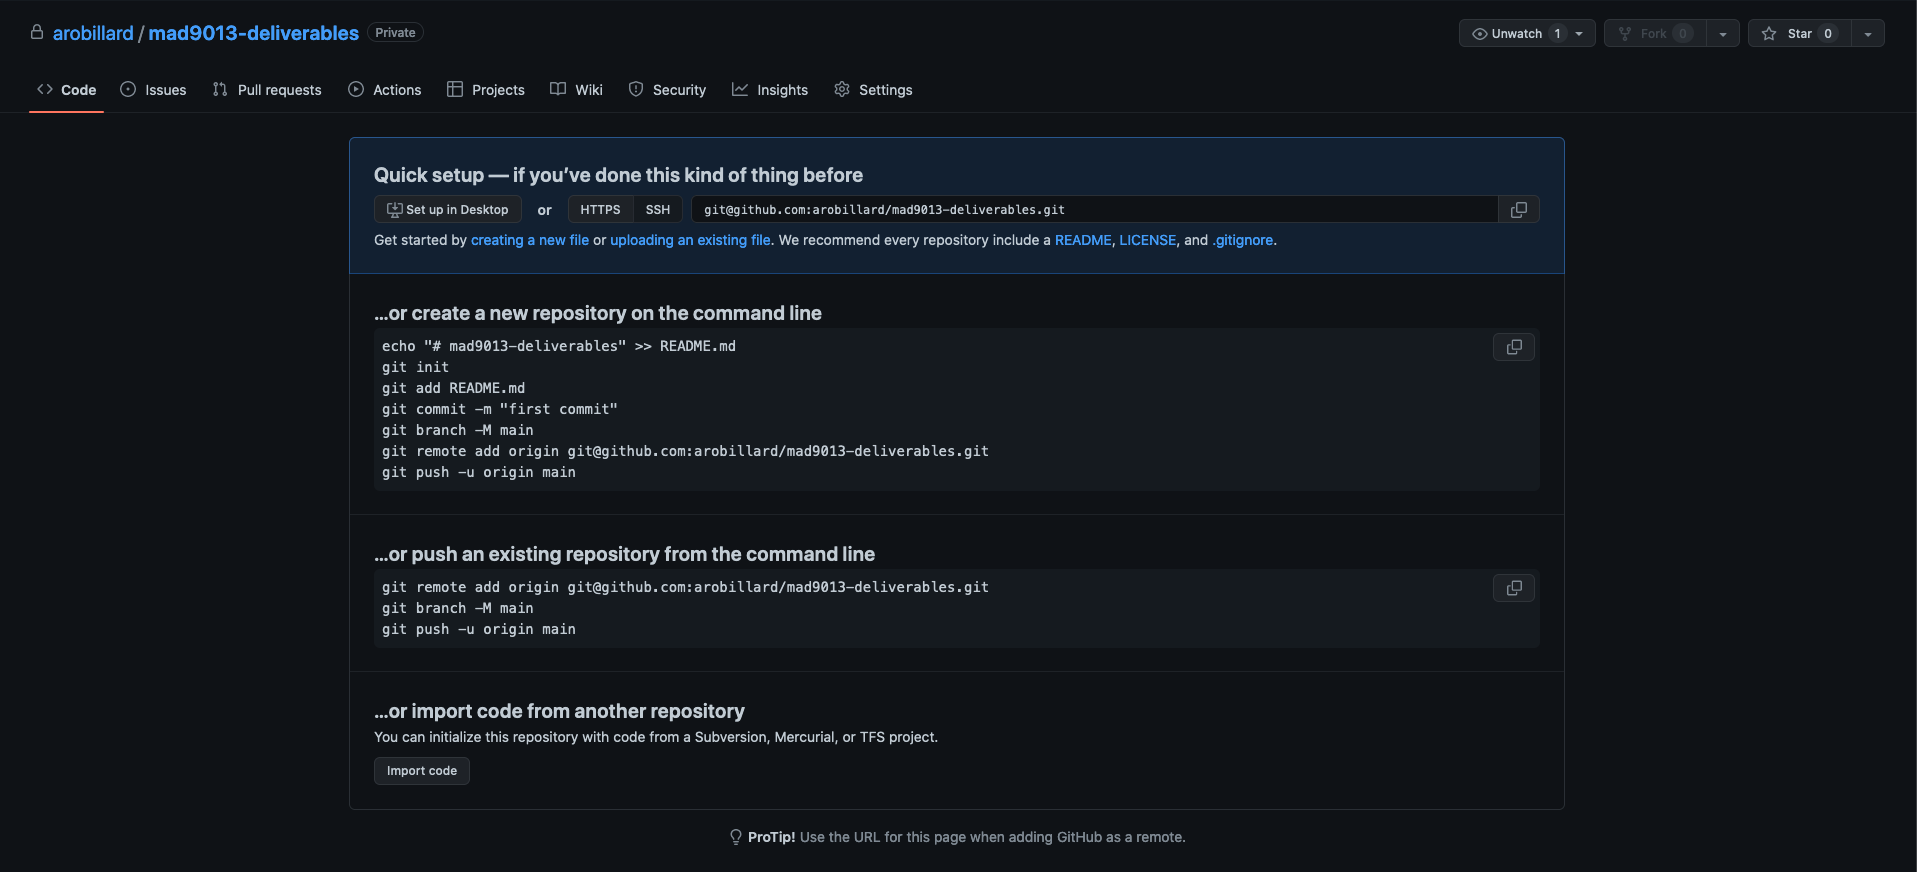 arobillard / mad9013-deliverables Private
Unwatch 1 Fork 0 Star 0
Code Issues Pull requests Actions Projects Wiki Security Insights Settings
Quick setup — if you’ve done this kind of thing before
Set up in Desktop or HTTPS SSH git@github.com:arobillard/mad9013-deliverables.git
Get started by creating a new file or uploading an existing file. We recommend every repository include a README, LICENSE, and .gitignore.
…or create a new repository on the command line
echo "# mad9013-deliverables" >> README.md
git init
git add README.md
git commit -m "first commit"
git branch -M main
git remote add origin git@github.com:arobillard/mad9013-deliverables.git
git push -u origin main
…or push an existing repository from the command line
git remote add origin git@github.com:arobillard/mad9013-deliverables.git
git branch -M main
git push -u origin main
…or import code from another repository
You can initialize this repository with code from a Subversion, Mercurial, or TFS project.
Import code
ProTip! Use the URL for this page when adding GitHub as a remote.